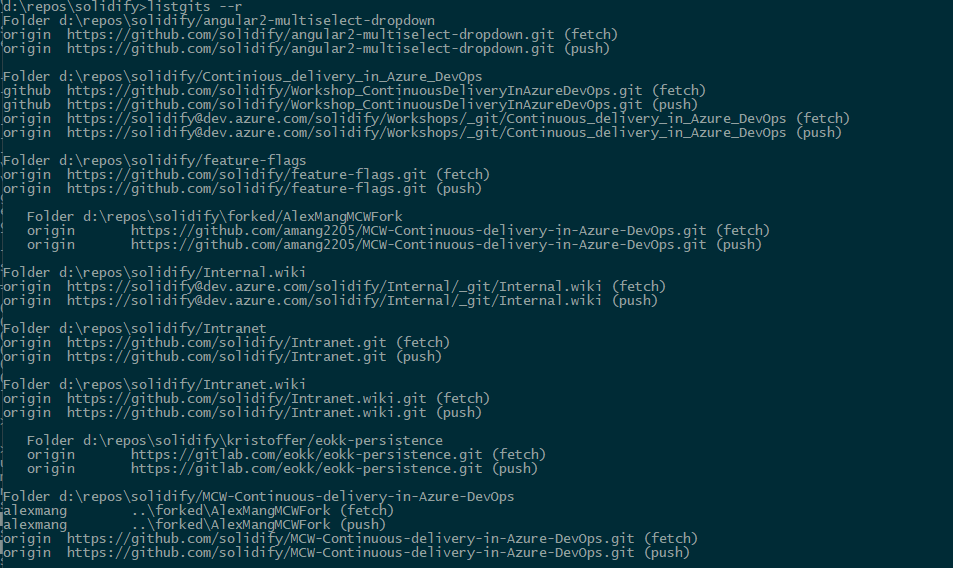 d:\repos\solidify>listgits --r
Folder d:\repos\solidify/angular2-multiselect-dropdown
origin  https://github.com/solidify/angular2-multiselect-dropdown.git (fetch)
origin  https://github.com/solidify/angular2-multiselect-dropdown.git (push)

Folder d:\repos\solidify/Continious_delivery_in_Azure_DevOps
github  https://github.com/solidify/Workshop_ContinuousDeliveryInAzureDevOps.git (fetch)
github  https://github.com/solidify/Workshop_ContinuousDeliveryInAzureDevOps.git (push)
origin  https://solidify@dev.azure.com/solidify/Workshops/_git/Continuous_delivery_in_Azure_DevOps (fetch)
origin  https://solidify@dev.azure.com/solidify/Workshops/_git/Continuous_delivery_in_Azure_DevOps (push)

Folder d:\repos\solidify/feature-flags
origin  https://github.com/solidify/feature-flags.git (fetch)
origin  https://github.com/solidify/feature-flags.git (push)

   Folder d:\repos\solidify\forked/AlexMangMCWFork
   origin       https://github.com/amang2205/MCW-Continuous-delivery-in-Azure-DevOps.git (fetch)
   origin       https://github.com/amang2205/MCW-Continuous-delivery-in-Azure-DevOps.git (push)

Folder d:\repos\solidify/Internal.wiki
origin  https://solidify@dev.azure.com/solidify/Internal/_git/Internal.wiki (fetch)
origin  https://solidify@dev.azure.com/solidify/Internal/_git/Internal.wiki (push)

Folder d:\repos\solidify/Intranet
origin  https://github.com/solidify/Intranet.git (fetch)
origin  https://github.com/solidify/Intranet.git (push)

Folder d:\repos\solidify/Intranet.wiki
origin  https://github.com/solidify/Intranet.wiki.git (fetch)
origin  https://github.com/solidify/Intranet.wiki.git (push)

   Folder d:\repos\solidify\kristoffer/eokk-persistence
   origin       https://gitlab.com/eokk/eokk-persistence.git (fetch)
   origin       https://gitlab.com/eokk/eokk-persistence.git (push)

Folder d:\repos\solidify/MCW-Continuous-delivery-in-Azure-DevOps
alexmang        ..\forked\AlexMangMCWFork (fetch)
alexmang        ..\forked\AlexMangMCWFork (push)
origin  https://github.com/solidify/MCW-Continuous-delivery-in-Azure-DevOps.git (fetch)
origin  https://github.com/solidify/MCW-Continuous-delivery-in-Azure-DevOps.git (push)